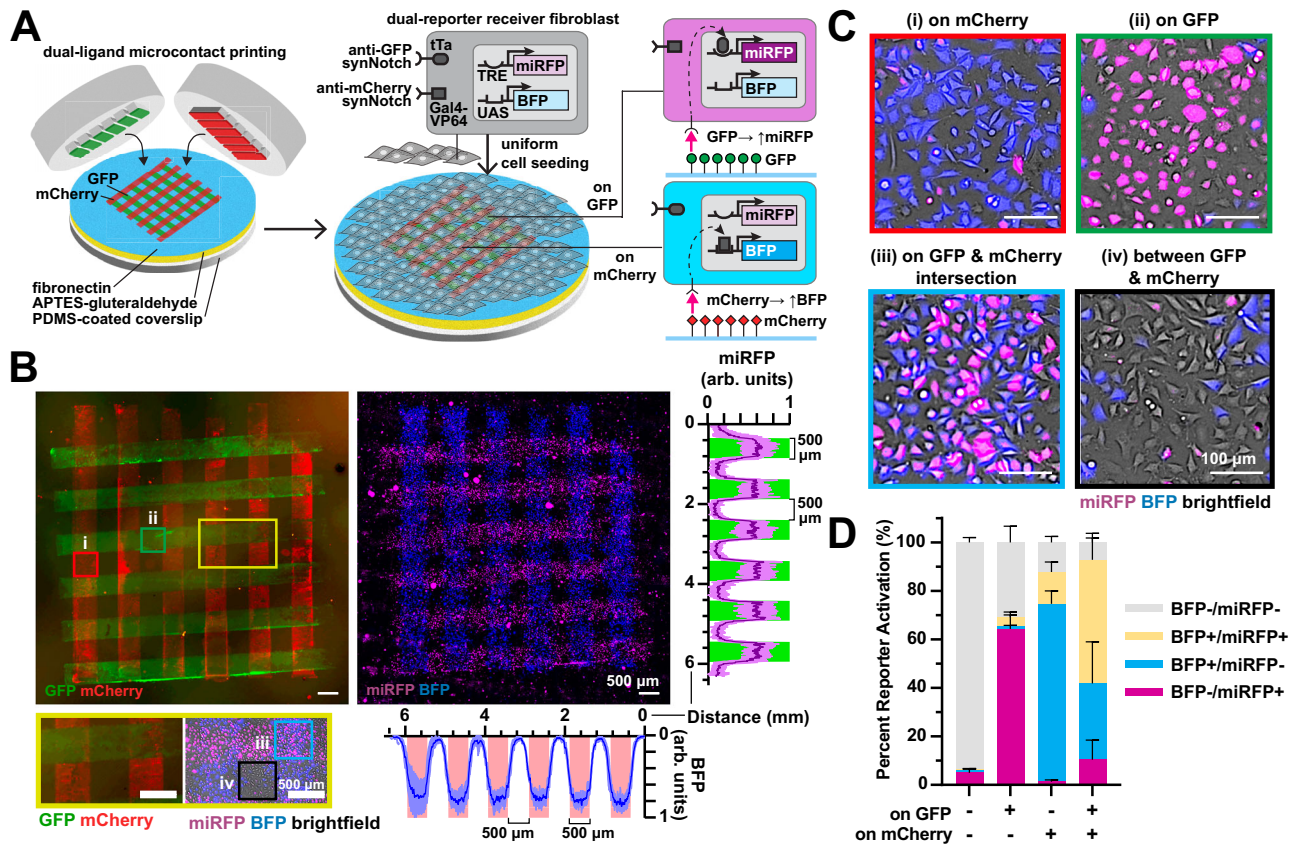 A
dual-ligand microcontact printing
GFP
mCherry
fibronectin
APTES-gluteraldehyde
PDMS-coated coverslip
dual-reporter receiver fibroblast
anti-GFP
synNotch
tTa
anti-mCherry
synNotch
Gal4-
VP64
TRE
miRFP
UAS
BFP
uniform
cell seeding
on
GFP
on
mCherry
miRFP
BFP
GFP→ ↑miRFP
GFP
miRFP
BFP
mCherry→ ↑BFP
mCherry
B
i
ii
GFP mCherry
miRFP BFP
500 µm
miRFP
(arb. units)
0 1
0
2
4
6
500
µm
500
µm
Distance (mm)
6 4 2 0
0
1
BFP
(arb. units)
500 µm
500 µm
iii
iv
500 µm
GFP mCherry
miRFP BFP brightfield
C
(i) on mCherry
(ii) on GFP
(iii) on GFP & mCherry
intersection
(iv) between GFP
& mCherry
100 µm
miRFP BFP brightfield
D
Percent Reporter Activation (%)
100
80
60
40
20
0
BFP-/miRFP-
BFP+/miRFP+
BFP+/miRFP-
BFP-/miRFP+
on GFP - + - +
on mCherry - - + +